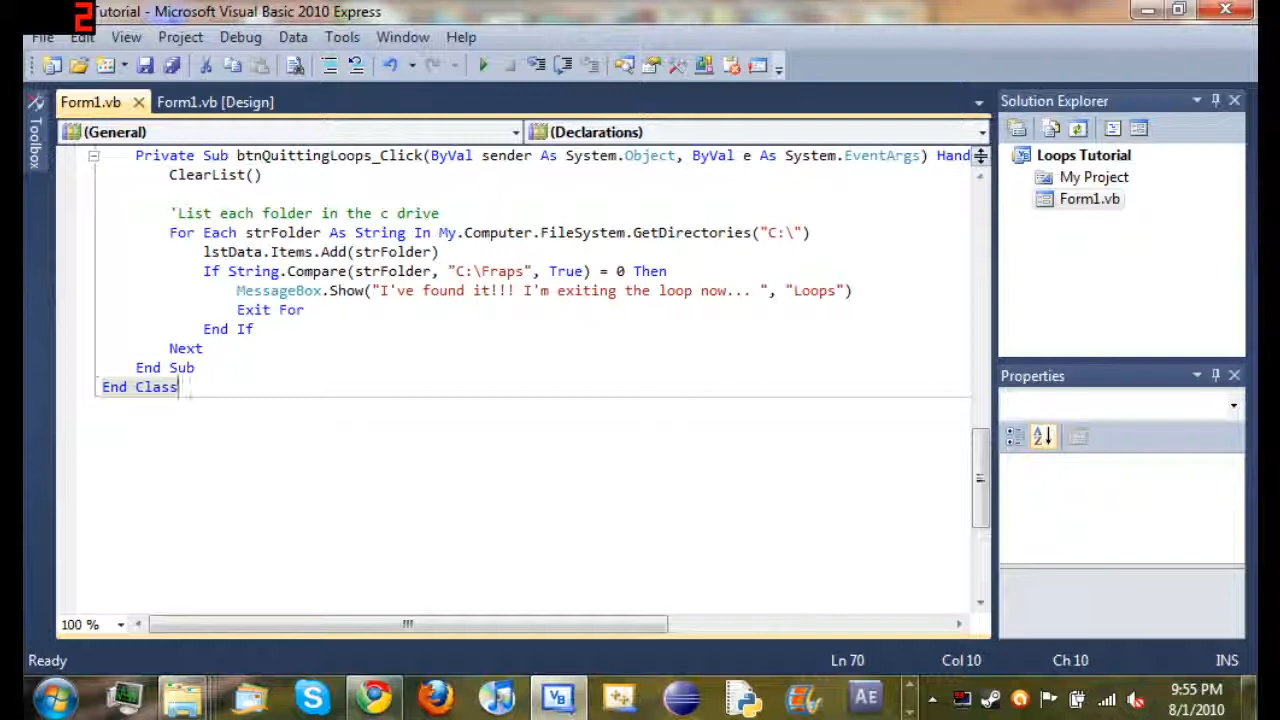 2
Tutorial - Microsoft Visual Basic 2010 Express
File Edit View Project Debug Data Tools Window Help
Form1.vb Form1.vb [Design]
(General) (Declarations)
Toolbox
Private Sub btnQuittingLoops_Click(ByVal sender As System.Object, ByVal e As System.EventArgs) Hand
ClearList()
'List each folder in the c drive
For Each strFolder As String In My.Computer.FileSystem.GetDirectories("C:\")
lstData.Items.Add(strFolder)
If String.Compare(strFolder, "C:\Fraps", True) = 0 Then
MessageBox.Show("I've found it!!! I'm exiting the loop now... ", "Loops")
Exit For
End If
Next
End Sub
End Class
100 %
Solution Explorer
Loops Tutorial
My Project
Form1.vb
Properties
Ready Ln 70 Col 10 Ch 10 INS
AE
9:55 PM
8/1/2010